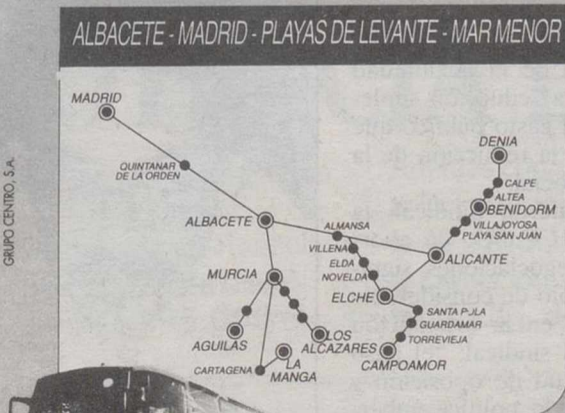 ALBACETE - MADRID - PLAYAS DE LEVANTE - MAR MENOR
GRUPO CENTRO, S.A.
MADRID
QUINTANAR
DE LA ORDEN
DENIA
CALPE
ALTEA
BENIDORM
VILLAJOYOSA
PLAYA SAN JUAN
ALBACETE
ALMANSA
VILLENA
ELDA
NOVELDA
ALICANTE
MURCIA
ELCHE
SANTA POLA
GUARDAMAR
TORREVIEJA
CAMPOAMOR
AGUILAS
LOS
ALCAZARES
CARTAGENA
LA
MANGA